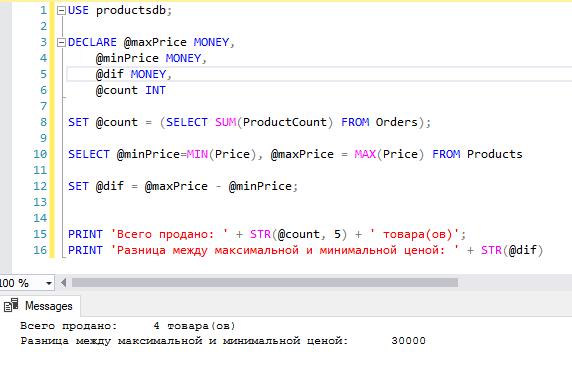 1 USE productsdb;
2
3 DECLARE @maxPrice MONEY,
4 @minPrice MONEY,
5 @dif MONEY,
6 @count INT
7
8 SET @count = (SELECT SUM(ProductCount) FROM Orders);
9
10 SELECT @minPrice=MIN(Price), @maxPrice = MAX(Price) FROM Products
11
12 SET @dif = @maxPrice - @minPrice;
13
14
15 PRINT 'Всего продано: ' + STR(@count, 5) + ' товара(ов)';
16 PRINT 'Разница между максимальной и минимальной ценой: ' + STR(@dif)
100 %
Messages
Всего продано:     4 товара(ов)
Разница между максимальной и минимальной ценой:      30000